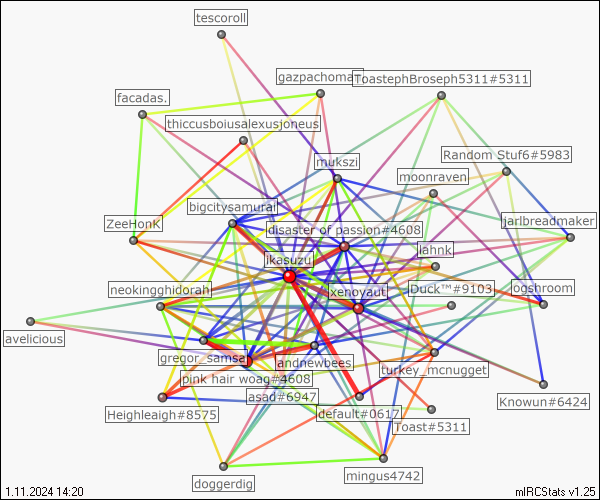 tescoroll
gazpachoma
ToastephBroseph5311#5311
facadas.
thiccusboiusalexusjoneus
mukszi
Random Stuf6#5983
moonraven
bigcitysamurai
jarlbreadmaker
ZeeHonK
disaster of passion#4608
lahnk
ikasuzu
neokingghidorah
xenoyaut
Duck™#9103
ogshroom
avelicious
gregor_samsa
andnewbees
turkey_mcnugget
pink hair woag#4608
asad#6947
Knowun#6424
Heighleaigh#8575
default#0617
Toast#5311
doggerdig
mingus4742
1.11.2024 14:20
mIRCStats v1.25